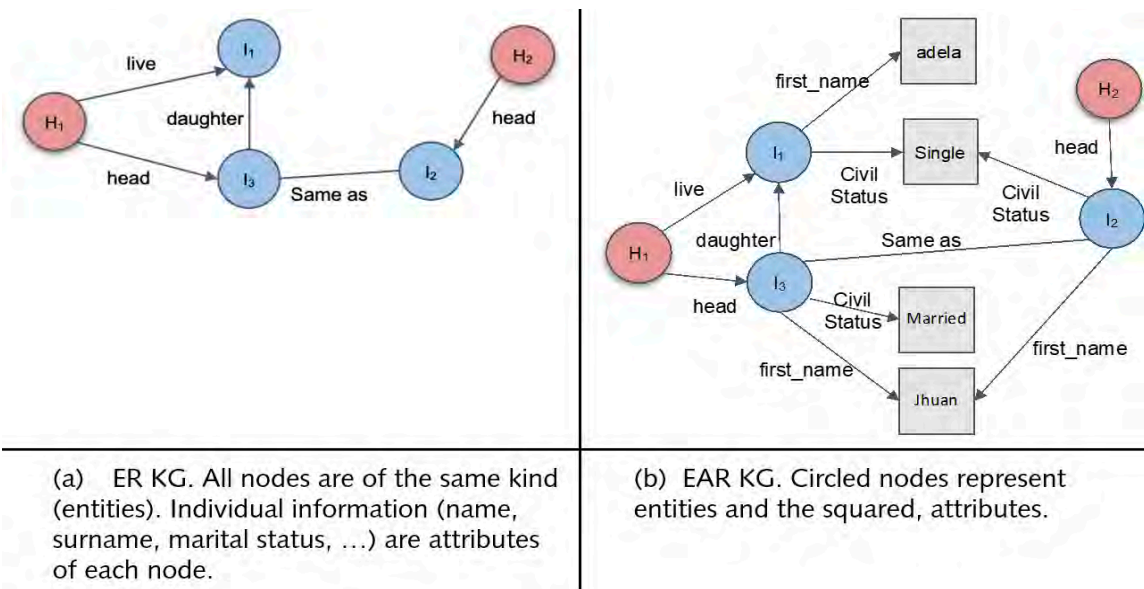 I₁
H₂
live
H₁
daughter
head
head
I₃
Same as
I₂
(a) ER KG. All nodes are of the same kind
(entities). Individual information (name,
surname, marital status, …) are attributes
of each node.
adela
first_name
H₂
I₁
Single
head
Civil
Status
live
Civil
Status
I₂
daughter
Same as
H₁
I₃
head
Civil
Status
Married
first_name
first_name
Jhuan
(b) EAR KG. Circled nodes represent
entities and the squared, attributes.